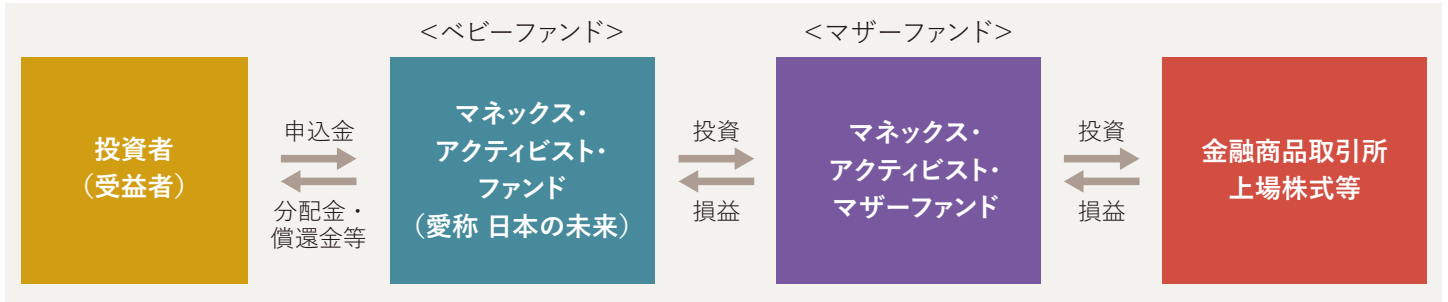 ＜ベビーファンド＞
＜マザーファンド＞
投資者
（受益者）
申込金
分配金・
償還金等
マネックス・
アクティビスト・
ファンド
（愛称 日本の未来）
投資
損益
マネックス・
アクティビスト・
マザーファンド
投資
損益
金融商品取引所
上場株式等